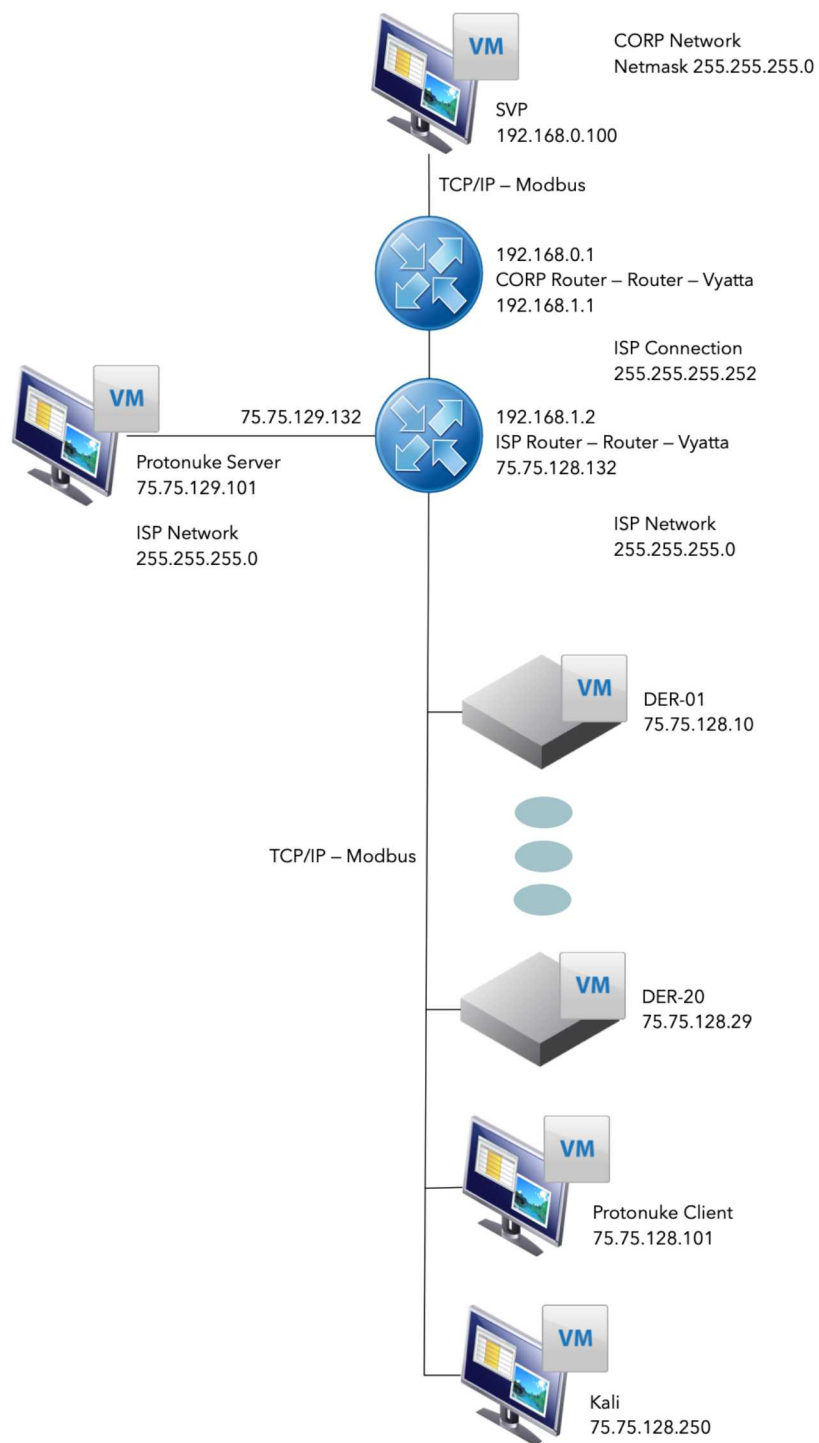 VM
CORP Network
Netmask 255.255.255.0
SVP
192.168.0.100
TCP/IP – Modbus
192.168.0.1
CORP Router – Router – Vyatta
192.168.1.1
ISP Connection
255.255.255.252
VM
75.75.129.132
192.168.1.2
ISP Router – Router – Vyatta
75.75.128.132
Protonuke Server
75.75.129.101
ISP Network
255.255.255.0
ISP Network
255.255.255.0
VM
DER-01
75.75.128.10
TCP/IP – Modbus
VM
DER-20
75.75.128.29
VM
Protonuke Client
75.75.128.101
VM
Kali
75.75.128.250